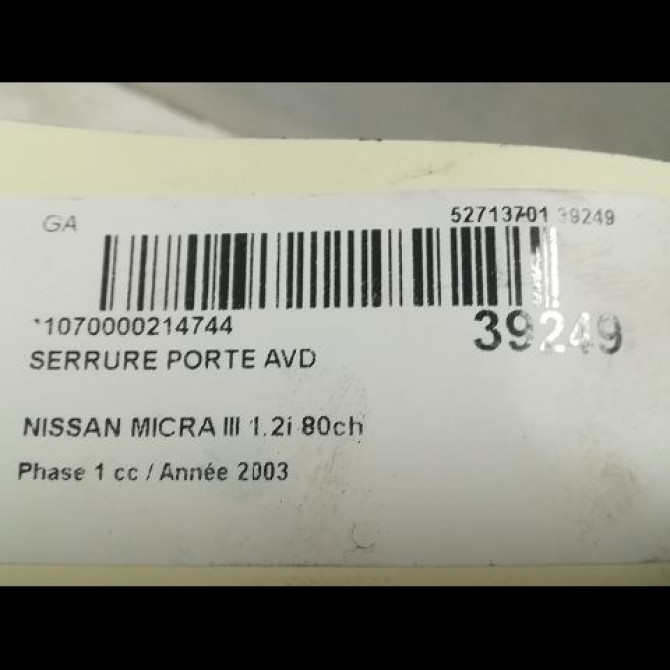 GA 52713701 39249
*1070000214744 39249
SERRURE PORTE AVD
NISSAN MICRA III 1.2i 80ch
Phase 1 cc / Année 2003